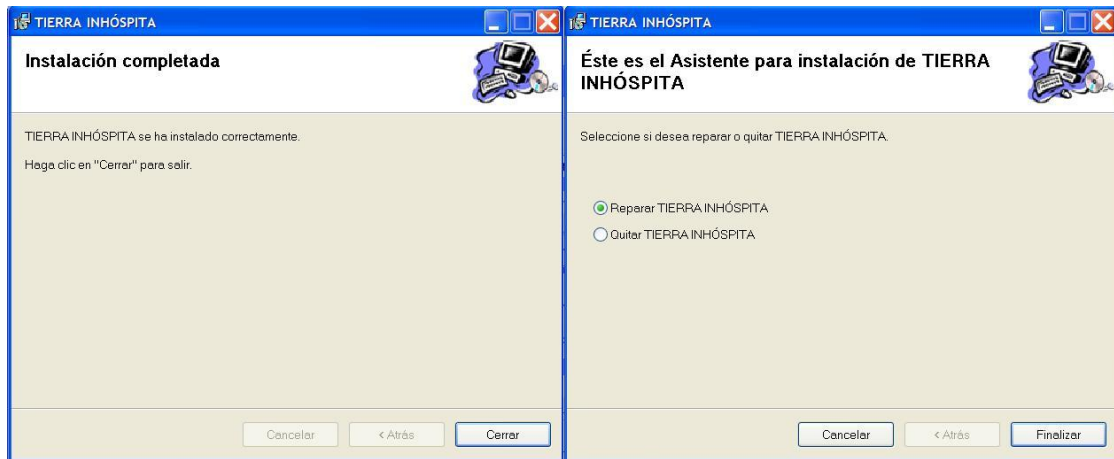 TIERRA INHÓSPITA
Instalación completada
TIERRA INHÓSPITA se ha instalado correctamente.
Haga clic en "Cerrar" para salir.
Cancelar
< Atrás
Cerrar
TIERRA INHÓSPITA
Éste es el Asistente para instalación de TIERRA
INHÓSPITA
Seleccione si desea reparar o quitar TIERRA INHÓSPITA.
Reparar TIERRA INHÓSPITA
Quitar TIERRA INHÓSPITA
Cancelar
< Atrás
Finalizar